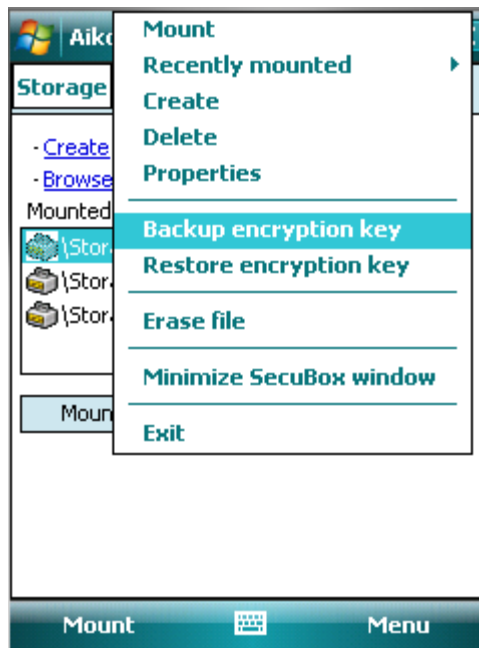 Aiko
Mount
Recently mounted
Storage
Create
Delete
Properties
Create
Browse
Mounted
Backup encryption key
\Stor
Restore encryption key
\Stor
\Stor
Erase file
Minimize SecuBox window
Moun
Exit
Mount
Menu